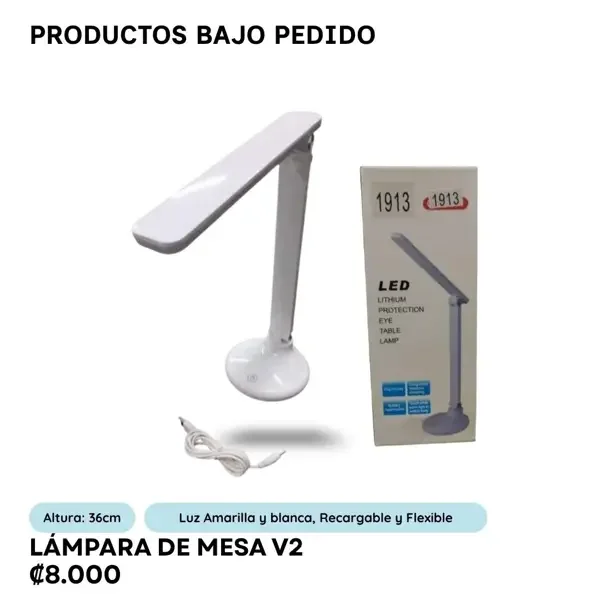 PRODUCTOS BAJO PEDIDO
1913
1913
LED
LITHIUM
PROTECTION
EYE
TABLE
LAMP
Altura: 36cm
Luz Amarilla y blanca, Recargable y Flexible
LÁMPARA DE MESA V2
₡8.000